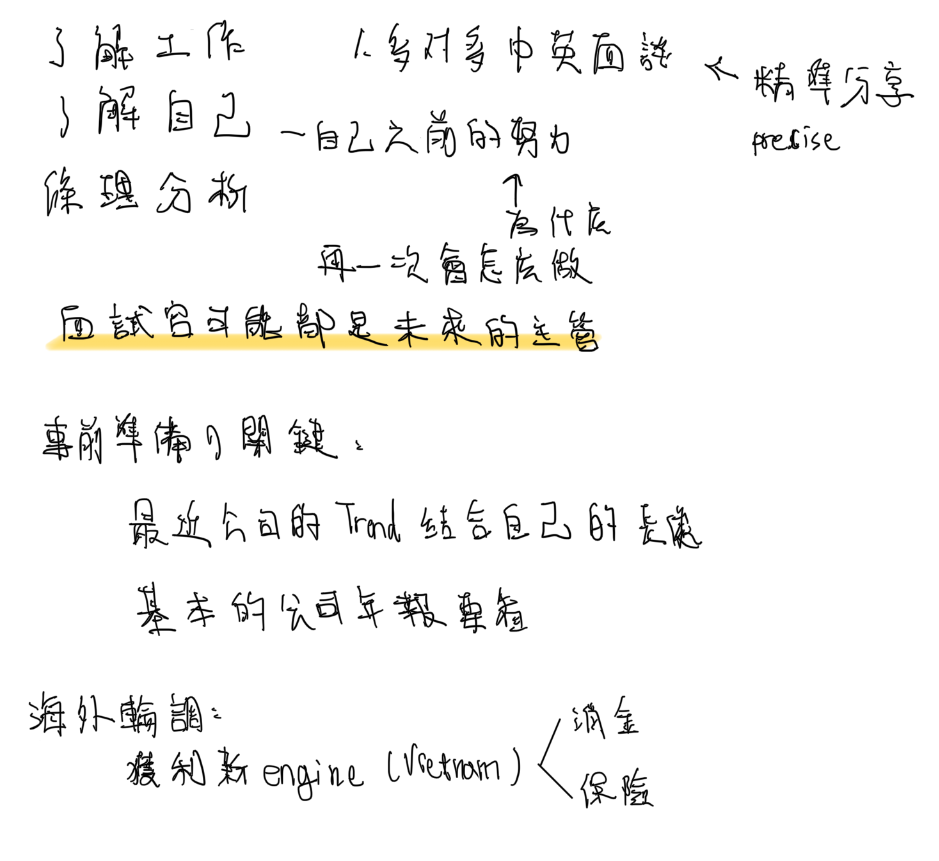 了解工作
1. 多对多中英面談 ← 精準分享
precise
了解自己 - 自己之前的努力
↑
為什麼
條理分析
再一次會怎麼做
面試官可能都是未來的主管
事前準備の關鍵:
最近公司的 Trend 結合自己的長處
基本的公司年報專組
海外輪調:
獲利新 engine (Vietnam)
消金
保險